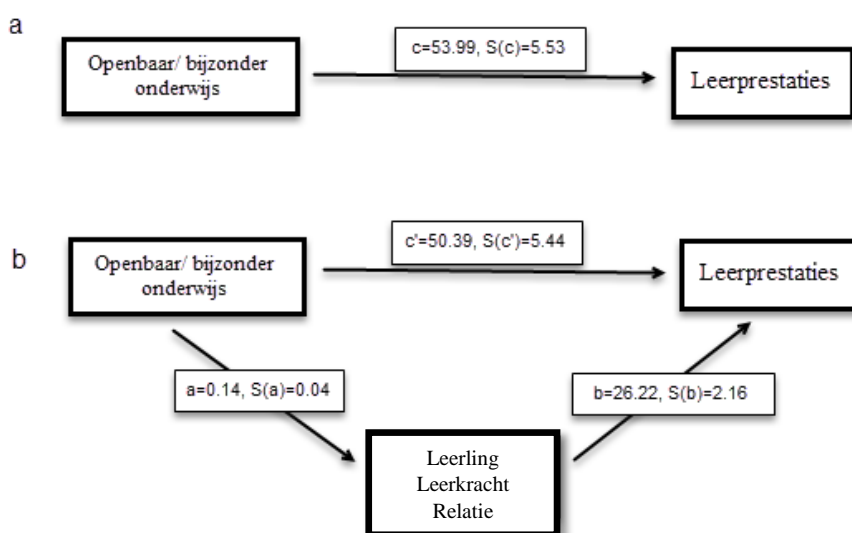 a
Openbaar/ bijzonder
onderwijs
c=53.99, S(c)=5.53
Leerprestaties
b
Openbaar/ bijzonder
onderwijs
c'=50.39, S(c')=5.44
Leerprestaties
a=0.14, S(a)=0.04
b=26.22, S(b)=2.16
Leerling
Leerkracht
Relatie